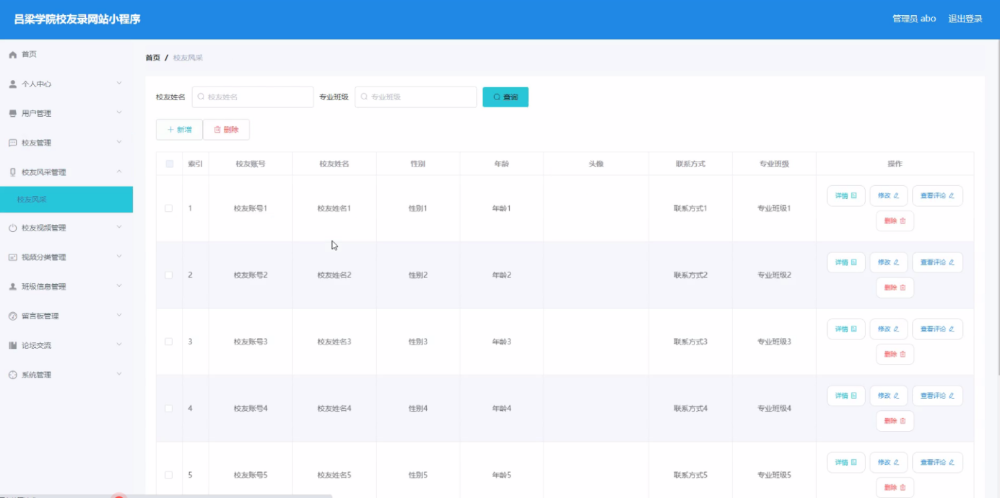 吕梁学院校友录网站小程序
管理员 abo 退出登录
首页
个人中心
用户管理
校友管理
校友风采管理
校友风采
校友视频管理
视频分类管理
班级信息管理
留言板管理
论坛交流
系统管理
首页 / 校友风采
校友姓名 校友姓名 专业班级 专业班级 查询
新增 删除
索引 校友账号 校友姓名 性别 年龄 头像 联系方式 专业班级 操作
1 校友账号1 校友姓名1 性别1 年龄1 联系方式1 专业班级1 详情 修改 查看评论
删除
2 校友账号2 校友姓名2 性别2 年龄2 联系方式2 专业班级2 详情 修改 查看评论
删除
3 校友账号3 校友姓名3 性别3 年龄3 联系方式3 专业班级3 详情 修改 查看评论
删除
4 校友账号4 校友姓名4 性别4 年龄4 联系方式4 专业班级4 详情 修改 查看评论
删除
5 校友账号5 校友姓名5 性别5 年龄5 联系方式5 专业班级5 详情 修改 查看评论
删除